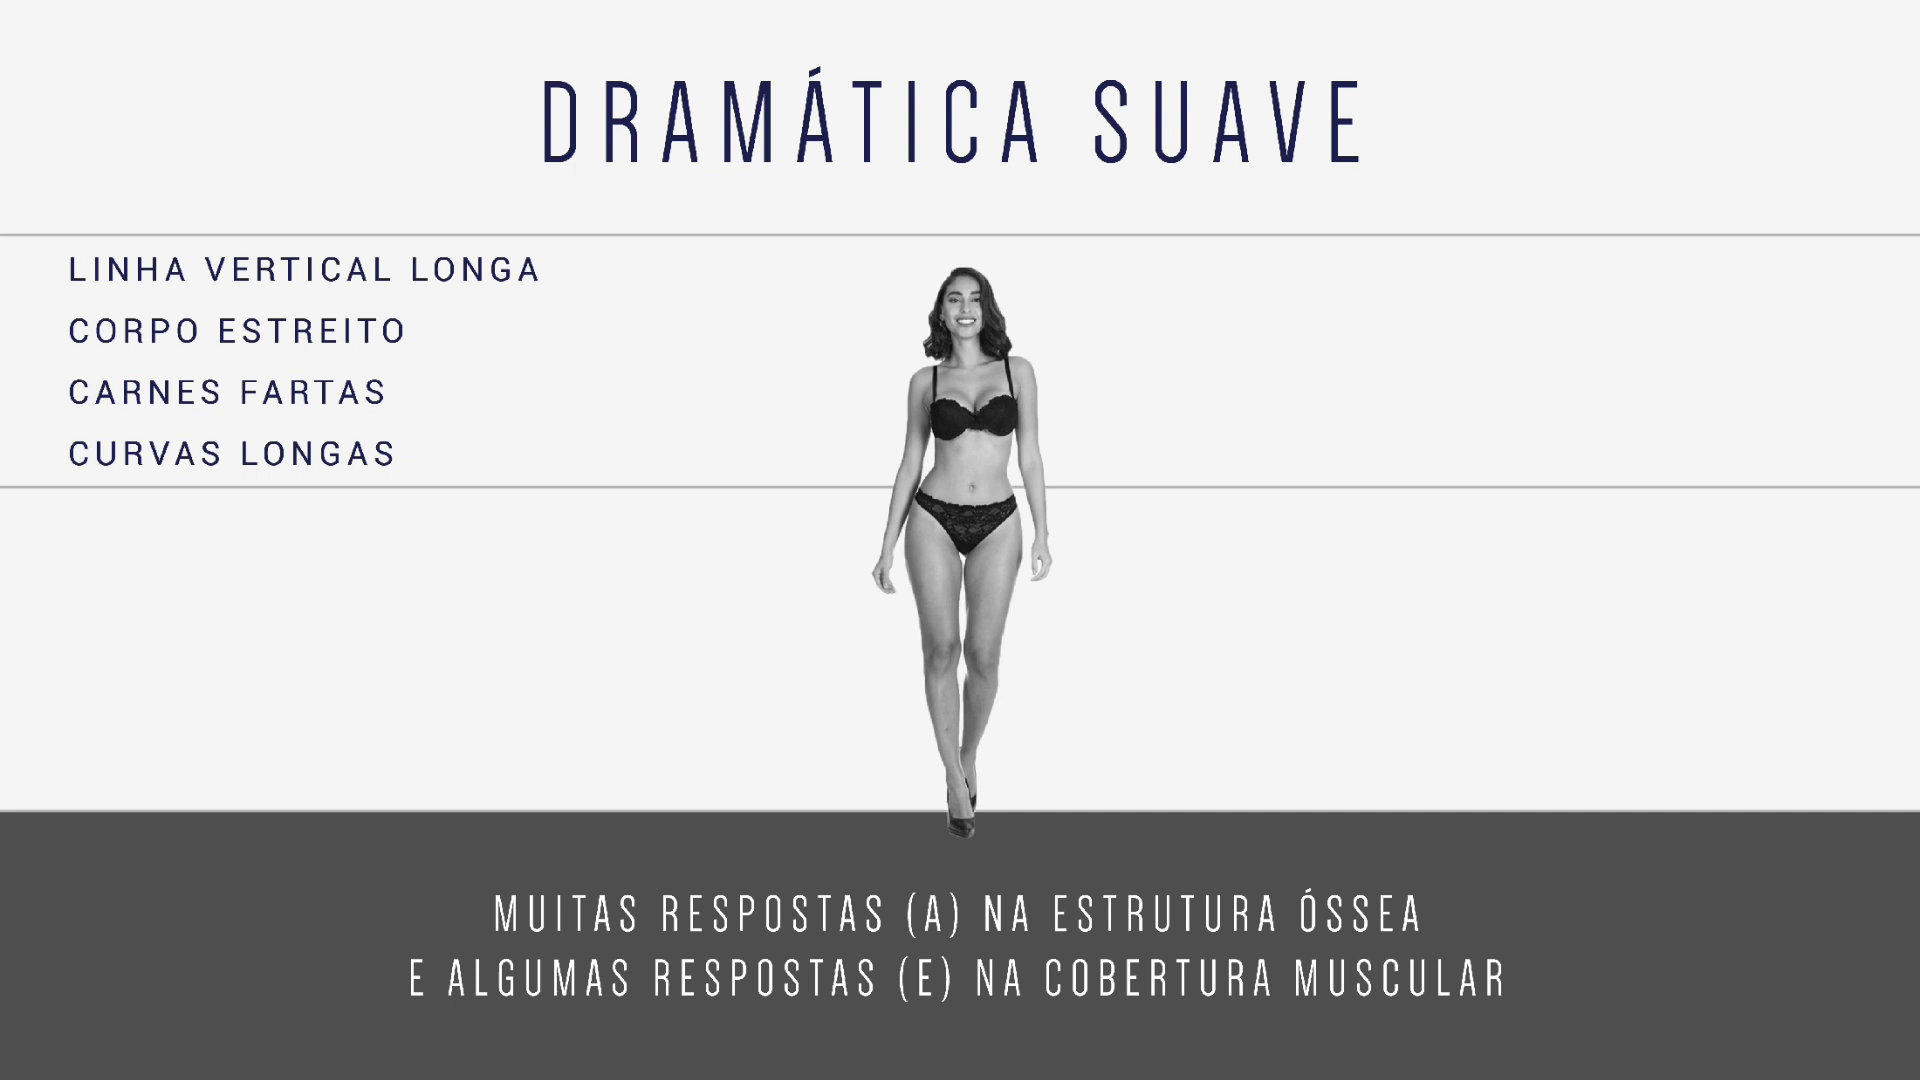 DRAMÁTICA SUAVE
LINHA VERTICAL LONGA
CORPO ESTREITO
CARNES FARTAS
CURVAS LONGAS
MUITAS RESPOSTAS (A) NA ESTRUTURA ÓSSEA
E ALGUMAS RESPOSTAS (E) NA COBERTURA MUSCULAR